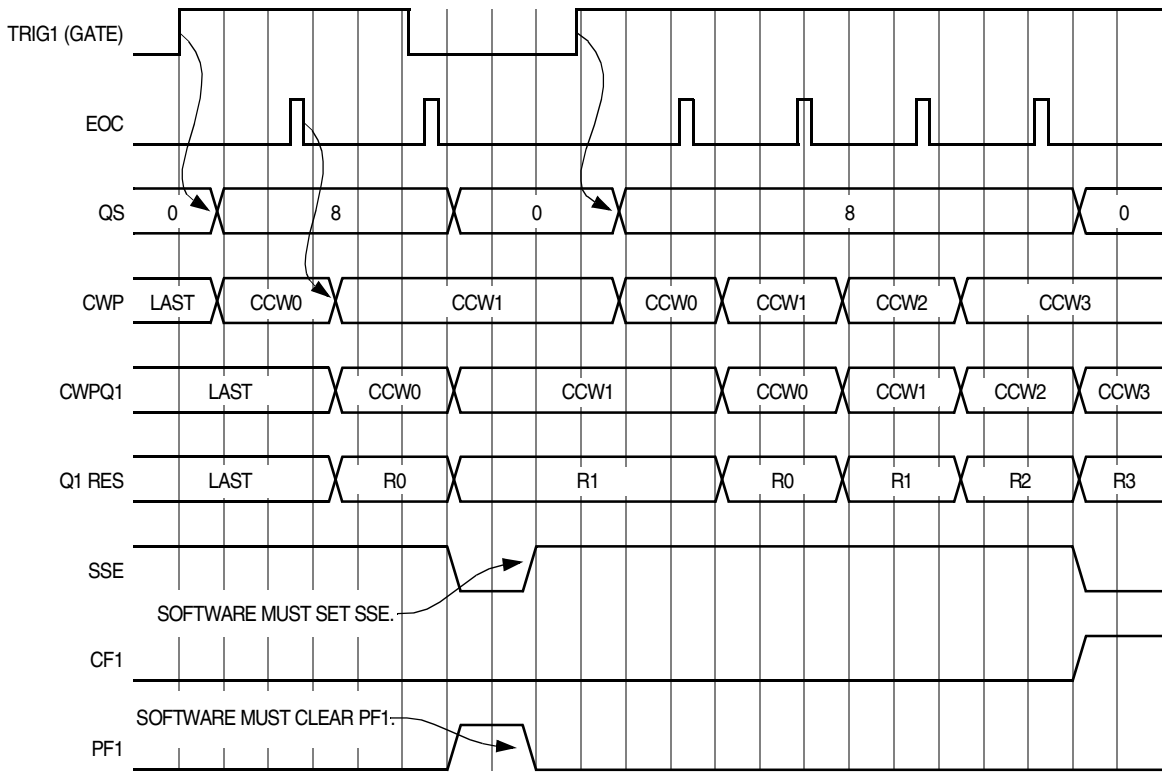 TRIG1 (GATE)
EOC
QS 0 8 0 8 0
CWP LAST CCW0 CCW1 CCW0 CCW1 CCW2 CCW3
CWPQ1 LAST CCW0 CCW1 CCW0 CCW1 CCW2 CCW3
Q1 RES LAST R0 R1 R0 R1 R2 R3
SSE
SOFTWARE MUST SET SSE.
CF1
SOFTWARE MUST CLEAR PF1.
PF1